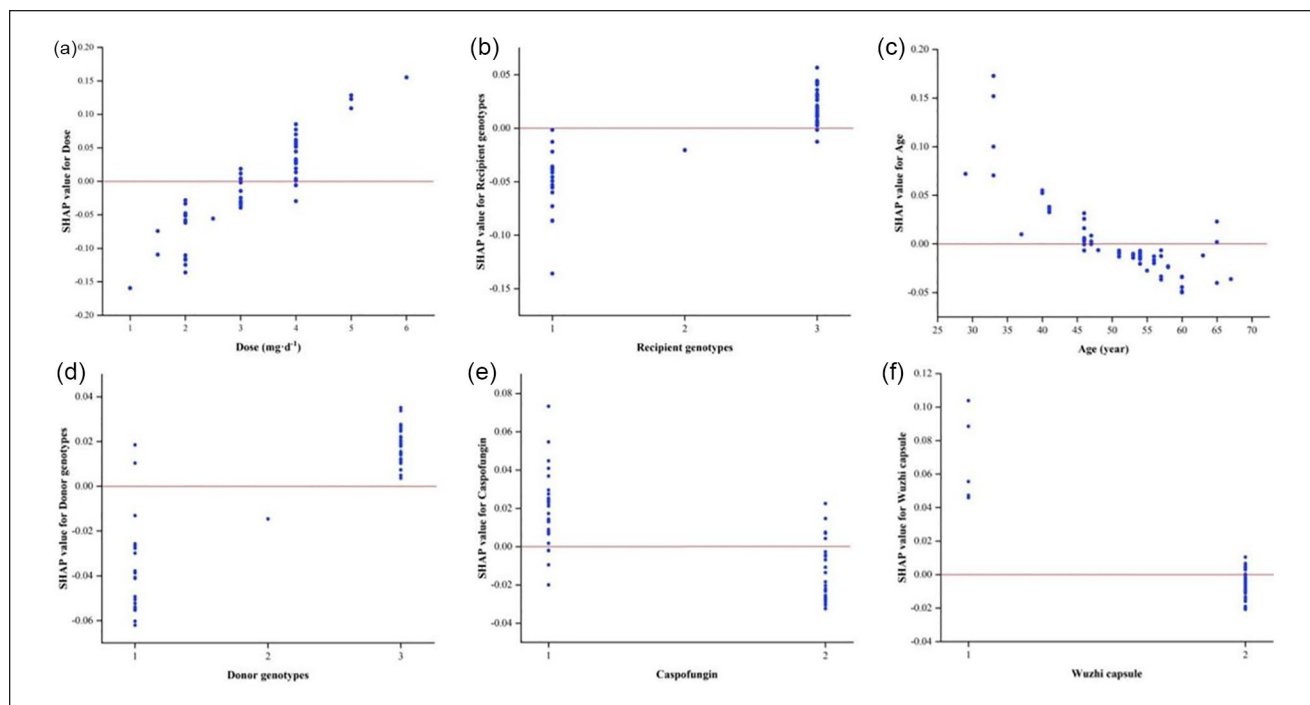 (a)
SHAP value for Dose
0.20
0.15
0.10
0.05
0.00
-0.05
-0.10
-0.15
-0.20
1 2 3 4 5 6
Dose (mg·d⁻¹)
(b)
SHAP value for Recipient genotypes
0.05
0.00
-0.05
-0.10
-0.15
1 2 3
Recipient genotypes
(c)
SHAP value for Age
0.20
0.15
0.10
0.05
0.00
-0.05
25 29 35 40 45 50 55 60 65 70
Age (year)
(d)
SHAP value for Donor genotypes
0.04
0.02
0.00
-0.02
-0.04
-0.06
1 2 3
Donor genotypes
(e)
SHAP value for Caspofungin
0.08
0.06
0.04
0.02
0.00
-0.02
-0.04
1 2
Caspofungin
(f)
SHAP value for Wuzhi capsule
0.12
0.10
0.08
0.06
0.04
0.02
0.00
-0.02
-0.04
1 2
Wuzhi capsule